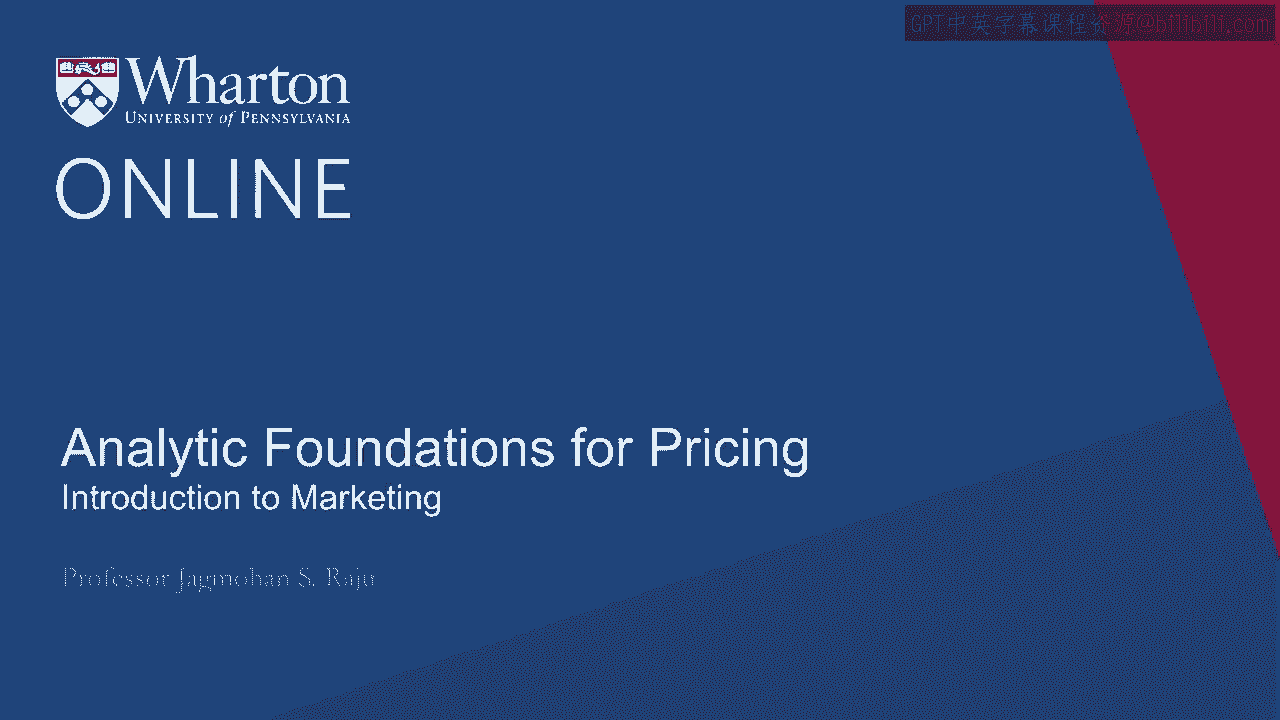 GPT中英字幕课程资源@bilibili.com
Wharton
UNIVERSITY of PENNSYLVANIA
ONLINE
Analytic Foundations for Pricing
Introduction to Marketing
Professor Jagmohan S. Raju